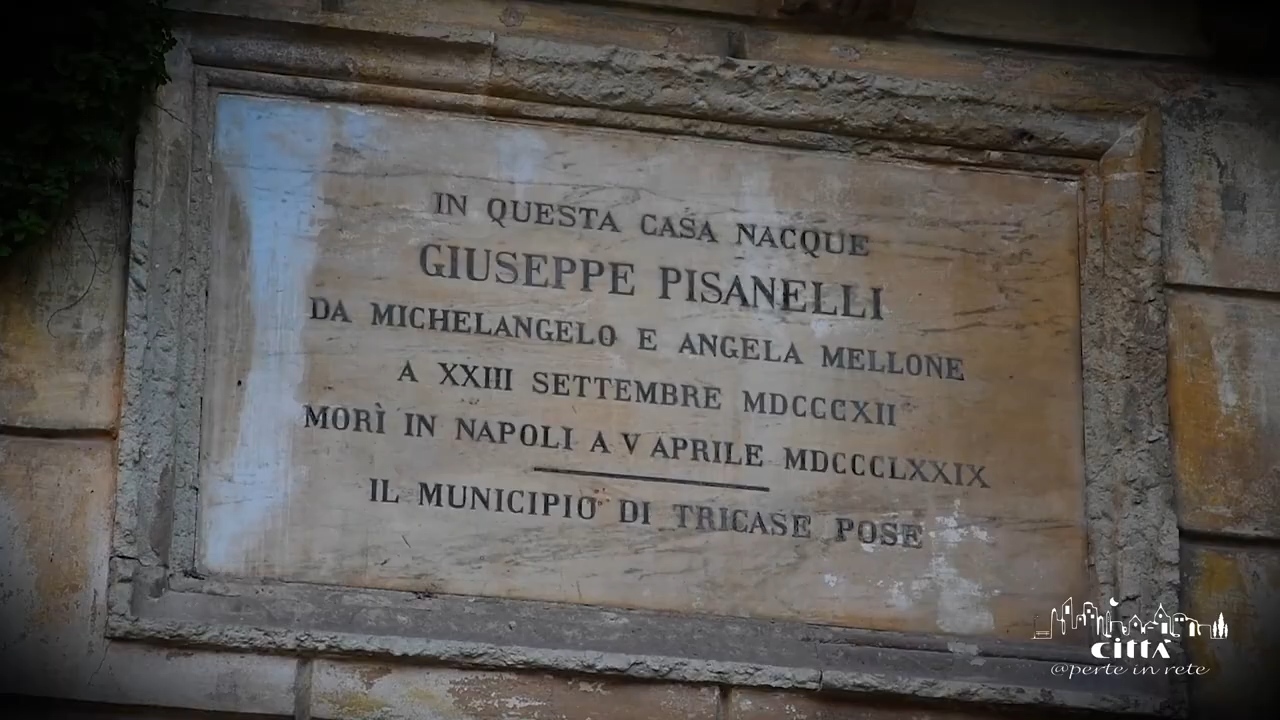 IN QUESTA CASA NACQUE
GIUSEPPE PISANELLI
DA MICHELANGELO E ANGELA MELLONE
A XXIII SETTEMBRE MDCCCXII
MORÌ IN NAPOLI A V APRILE MDCCCLXXIX
IL MUNICIPIO DI TRICASE POSE
CITTÀ
@perte in rete